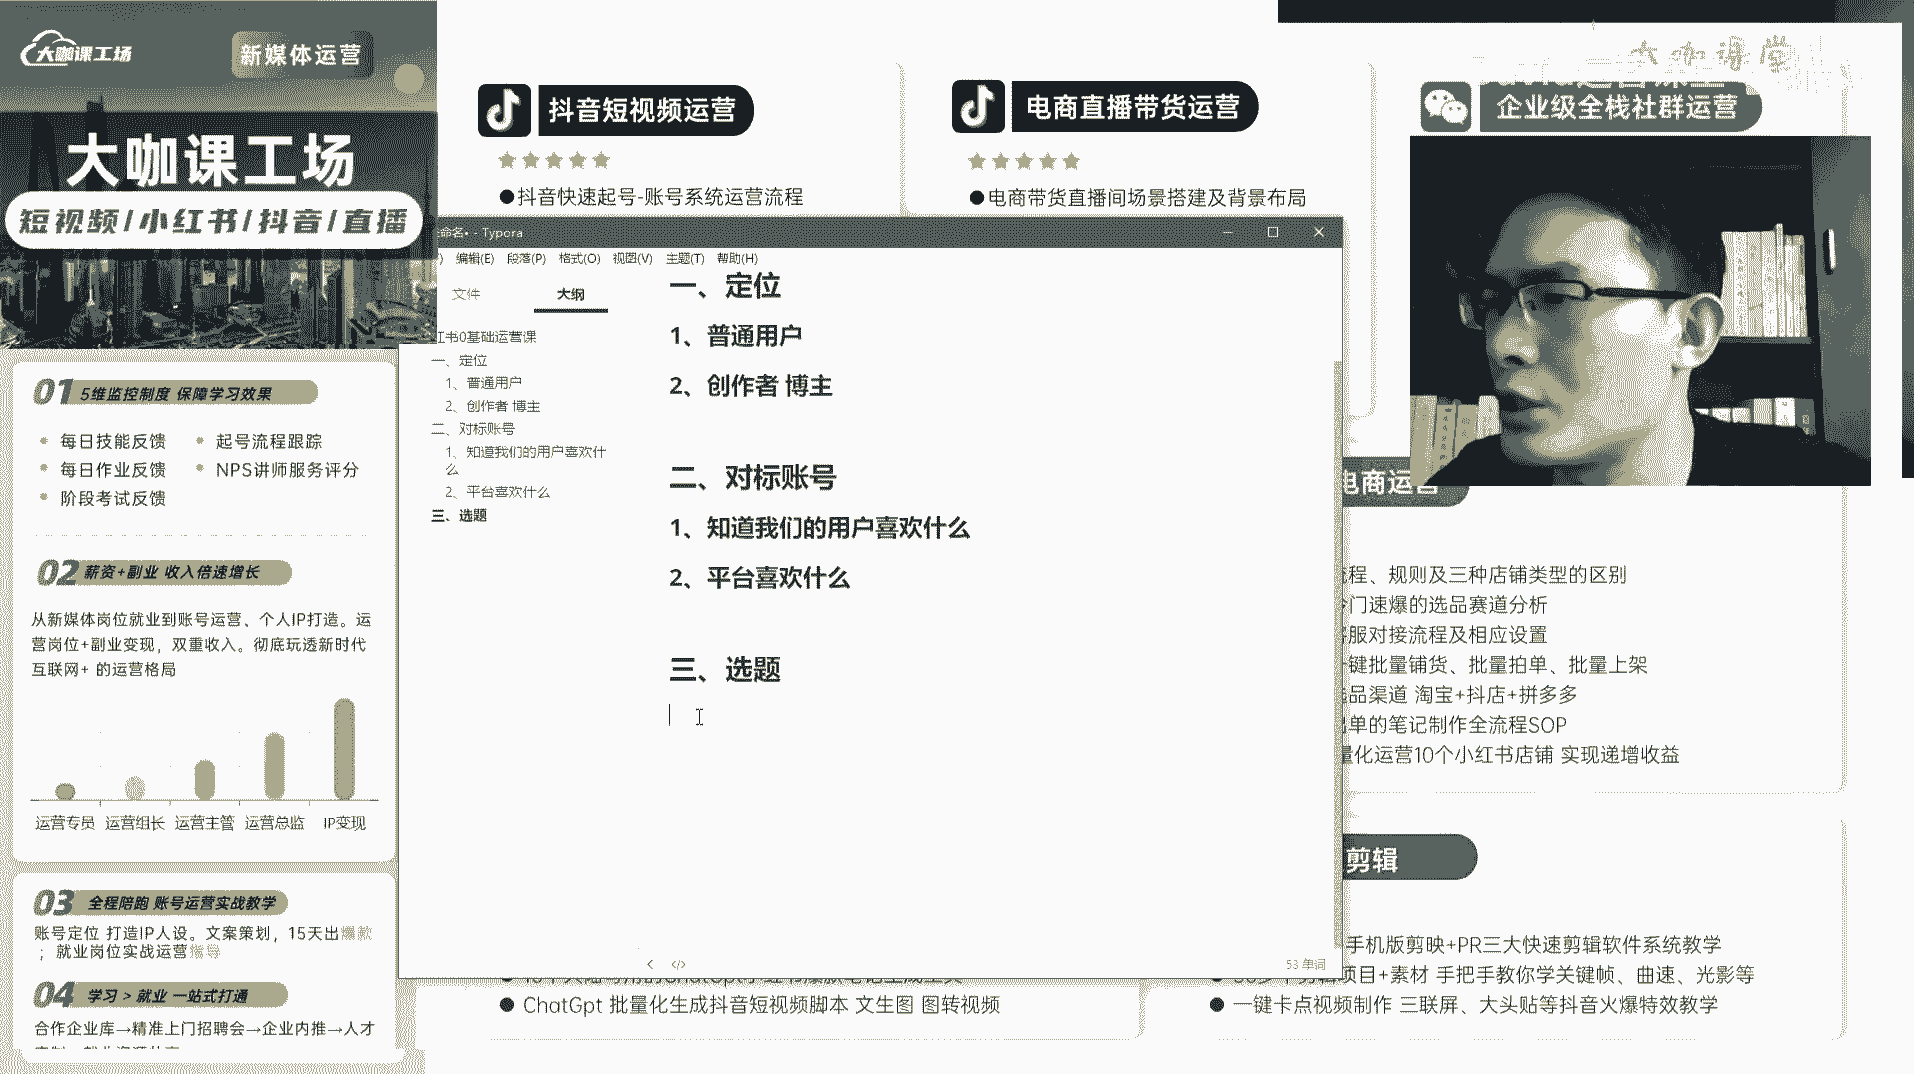 大咖课工场
新媒体运营
大咖课工场
短视频/小红书/抖音/直播
01 5维监控制度 保障学习效果
每日技能反馈
起号流程跟踪
每日作业反馈
NPS讲师服务评分
阶段考试反馈
02 薪资+副业 收入倍速增长
从新媒体岗位就业到账号运营、个人IP打造。运
营岗位+副业变现，双重收入。彻底玩透新时代
互联网+ 的运营格局
运营专员 运营组长 运营主管 运营总监 IP变现
03 全程陪跑 账号运营实战教学
账号定位 打造IP人设。文案策划，15天出爆款
；就业岗位实战运营指导
04 学习 > 就业 一站式打通
合作企业库→精准上门招聘会→企业内推→人才
抖音短视频运营
●抖音快速起号-账号系统运营流程
电商直播带货运营
●电商带货直播间场景搭建及背景布局
大咖课堂
企业级全栈社群运营
命名• - Typora
编辑(E) 段落(P) 格式(O) 视图(V) 主题(T) 帮助(H)
文件
大纲
书0基础运营课
一、定位
1、普通用户
2、创作者 博主
二、对标账号
1、知道我们的用户喜欢什
么
2、平台喜欢什么
三、选题
一、定位
1、普通用户
2、创作者 博主
二、对标账号
1、知道我们的用户喜欢什么
2、平台喜欢什么
三、选题
53 单词
电商运营
程、规则及三种店铺类型的区别
门速爆的选品赛道分析
服对接流程及相应设置
键批量铺货、批量拍单、批量上架
品渠道 淘宝+抖店+拼多多
单的笔记制作全流程SOP
量化运营10个小红书店铺 实现递增收益
剪辑
手机版剪映+PR三大快速剪辑软件系统教学
项目+素材 手把手教你学关键帧、曲速、光影等
● 一键卡点视频制作 三联屏、大头贴等抖音火爆特效教学
● ChatGpt 批量化生成抖音短视频脚本 文生图 图转视频